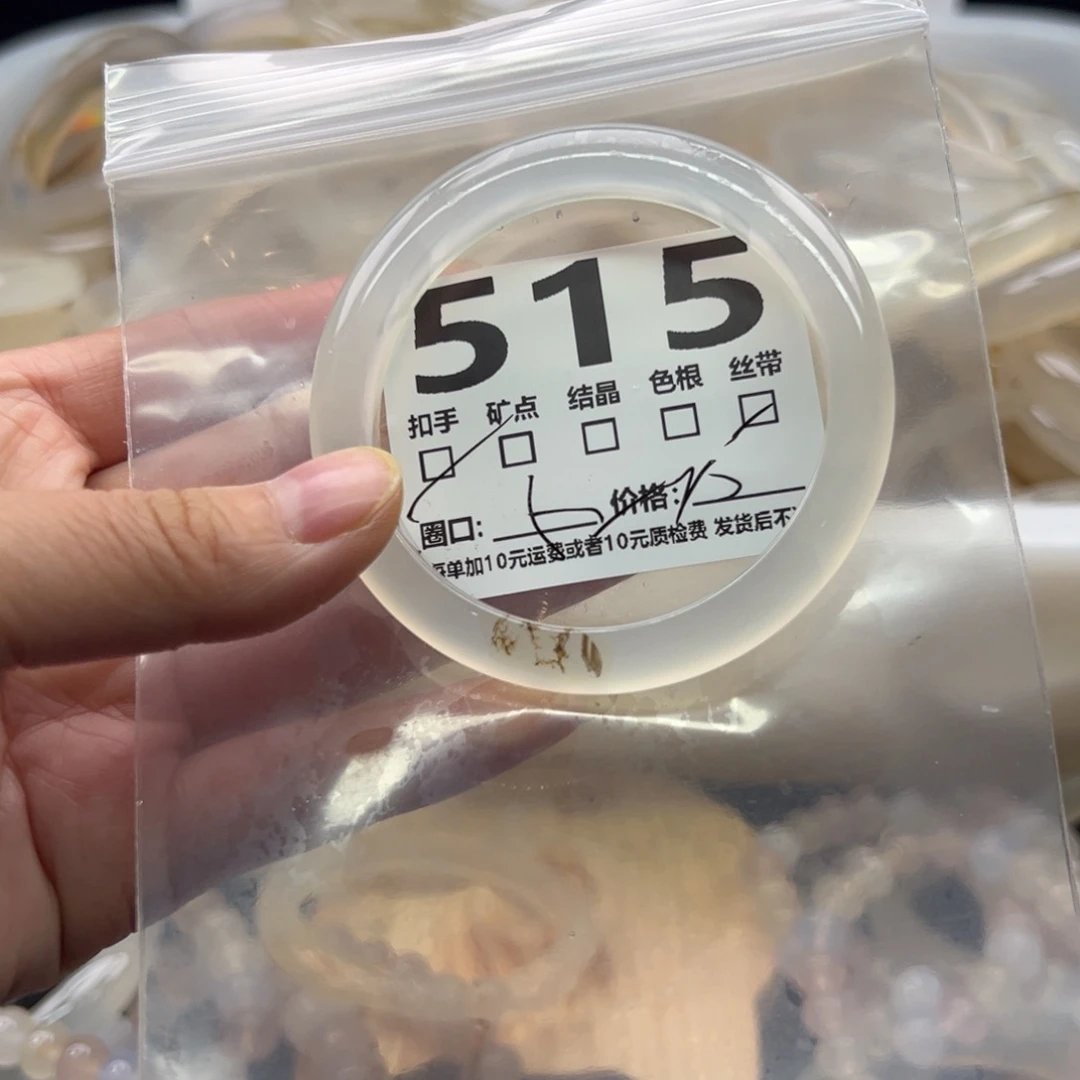 515
扣手 矿点 结晶 色根 丝带
圈口: 价格:
单加10元运费或者10元质检费 发货后不